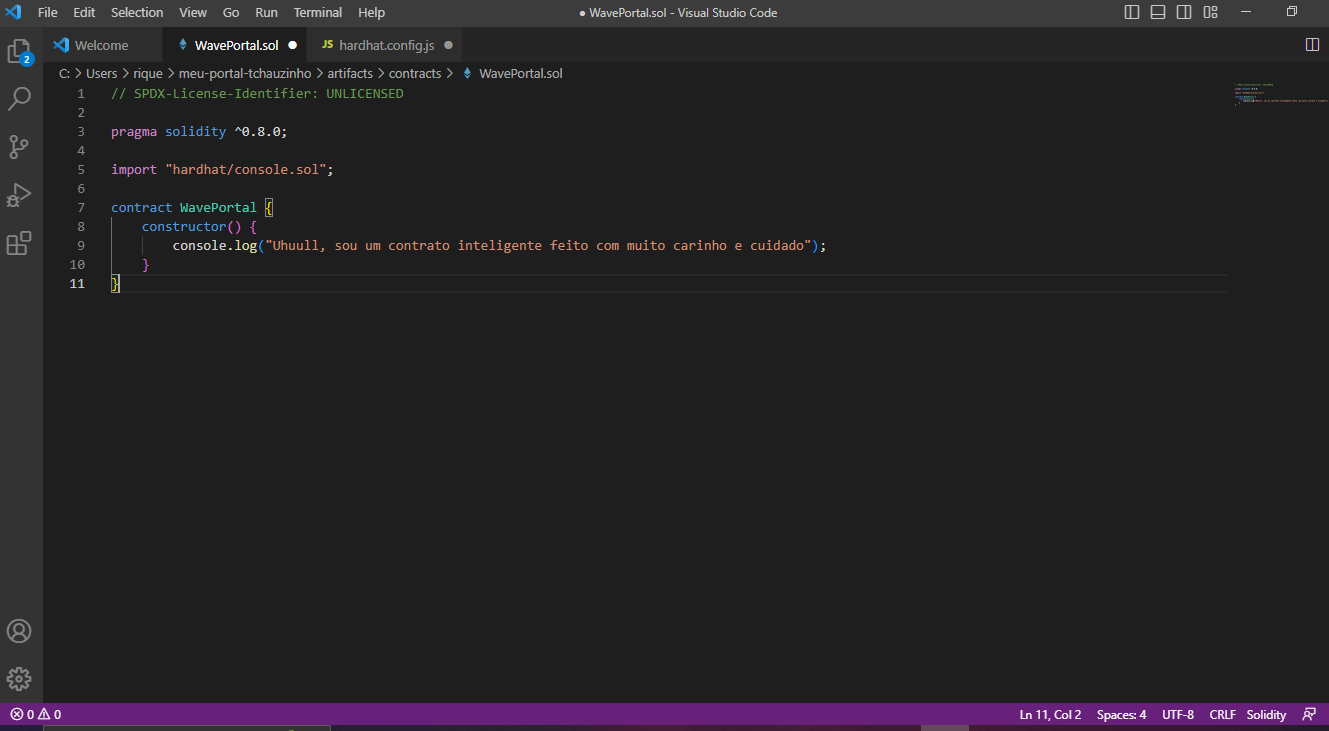 File Edit Selection View Go Run Terminal Help ● WavePortal.sol - Visual Studio Code
2
Welcome WavePortal.sol ● JS hardhat.config.js ●
C: > Users > rique > meu-portal-tchauzinho > artifacts > contracts > WavePortal.sol
1 // SPDX-License-Identifier: UNLICENSED
2
3 pragma solidity ^0.8.0;
4
5 import "hardhat/console.sol";
6
7 contract WavePortal {
8 constructor() {
9 console.log("Uhuull, sou um contrato inteligente feito com muito carinho e cuidado");
10 }
11 }
0 0 Ln 11, Col 2 Spaces: 4 UTF-8 CRLF Solidity